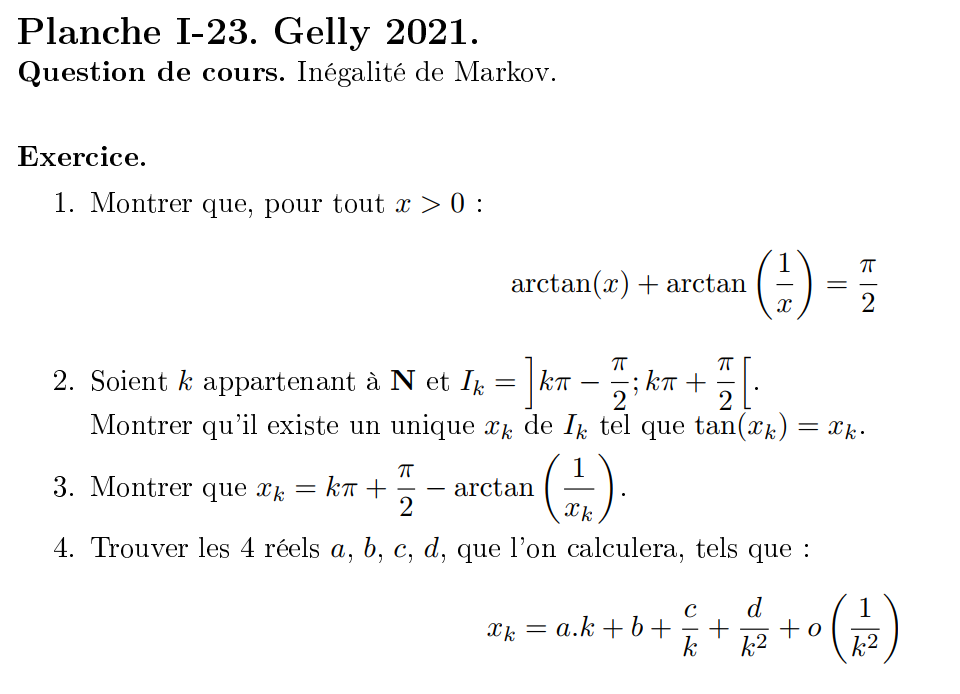 Planche I-23. Gelly 2021.
Question de cours. Inégalité de Markov.
Exercice.
1. Montrer que, pour tout $x > 0$ :
$\arctan(x) + \arctan\left(\frac{1}{x}\right) = \frac{\pi}{2}$
2. Soient $k$ appartenant à $\mathbf{N}$ et $I_k = \left]k\pi - \frac{\pi}{2}; k\pi + \frac{\pi}{2}\right[$.
Montrer qu'il existe un unique $x_k$ de $I_k$ tel que $\tan(x_k) = x_k$.
3. Montrer que $x_k = k\pi + \frac{\pi}{2} - \arctan\left(\frac{1}{x_k}\right)$.
4. Trouver les 4 réels $a$, $b$, $c$, $d$, que l'on calculera, tels que :
$x_k = a.k + b + \frac{c}{k} + \frac{d}{k^2} + o\left(\frac{1}{k^2}\right)$